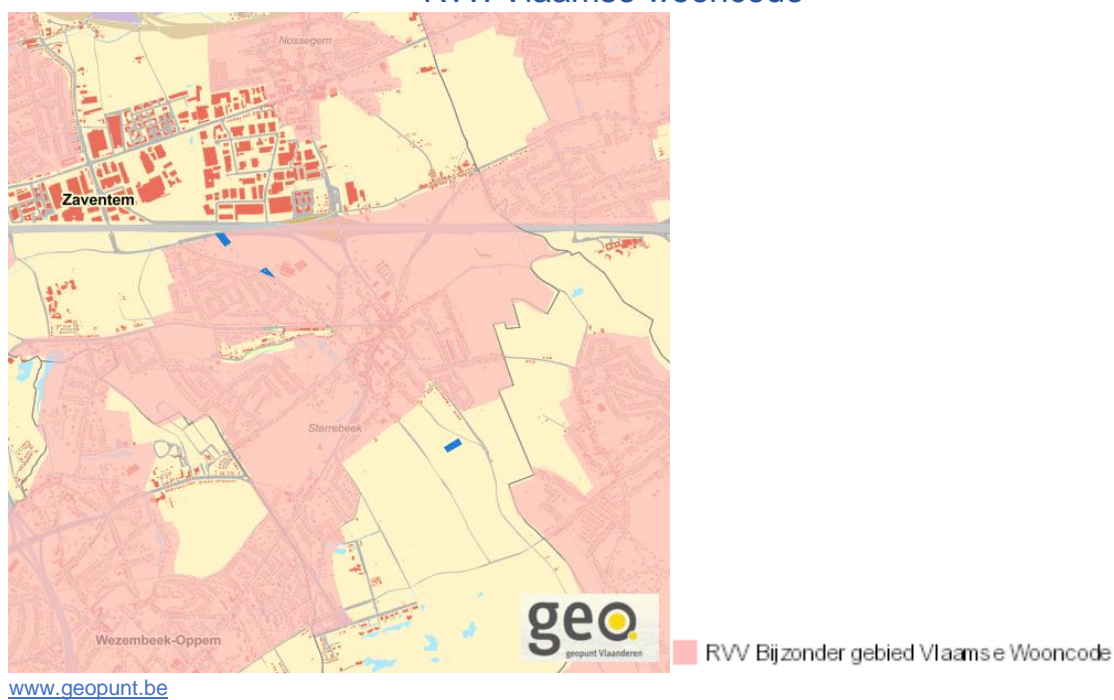 RVV Vlaamse wooncode
Nossegem
Zaventem
Sterrebeek
Wezembeek-Oppem
geo
geopunt Vlaanderen
RVV Bijzonder gebied Vlaamse Wooncode
www.geopunt.be